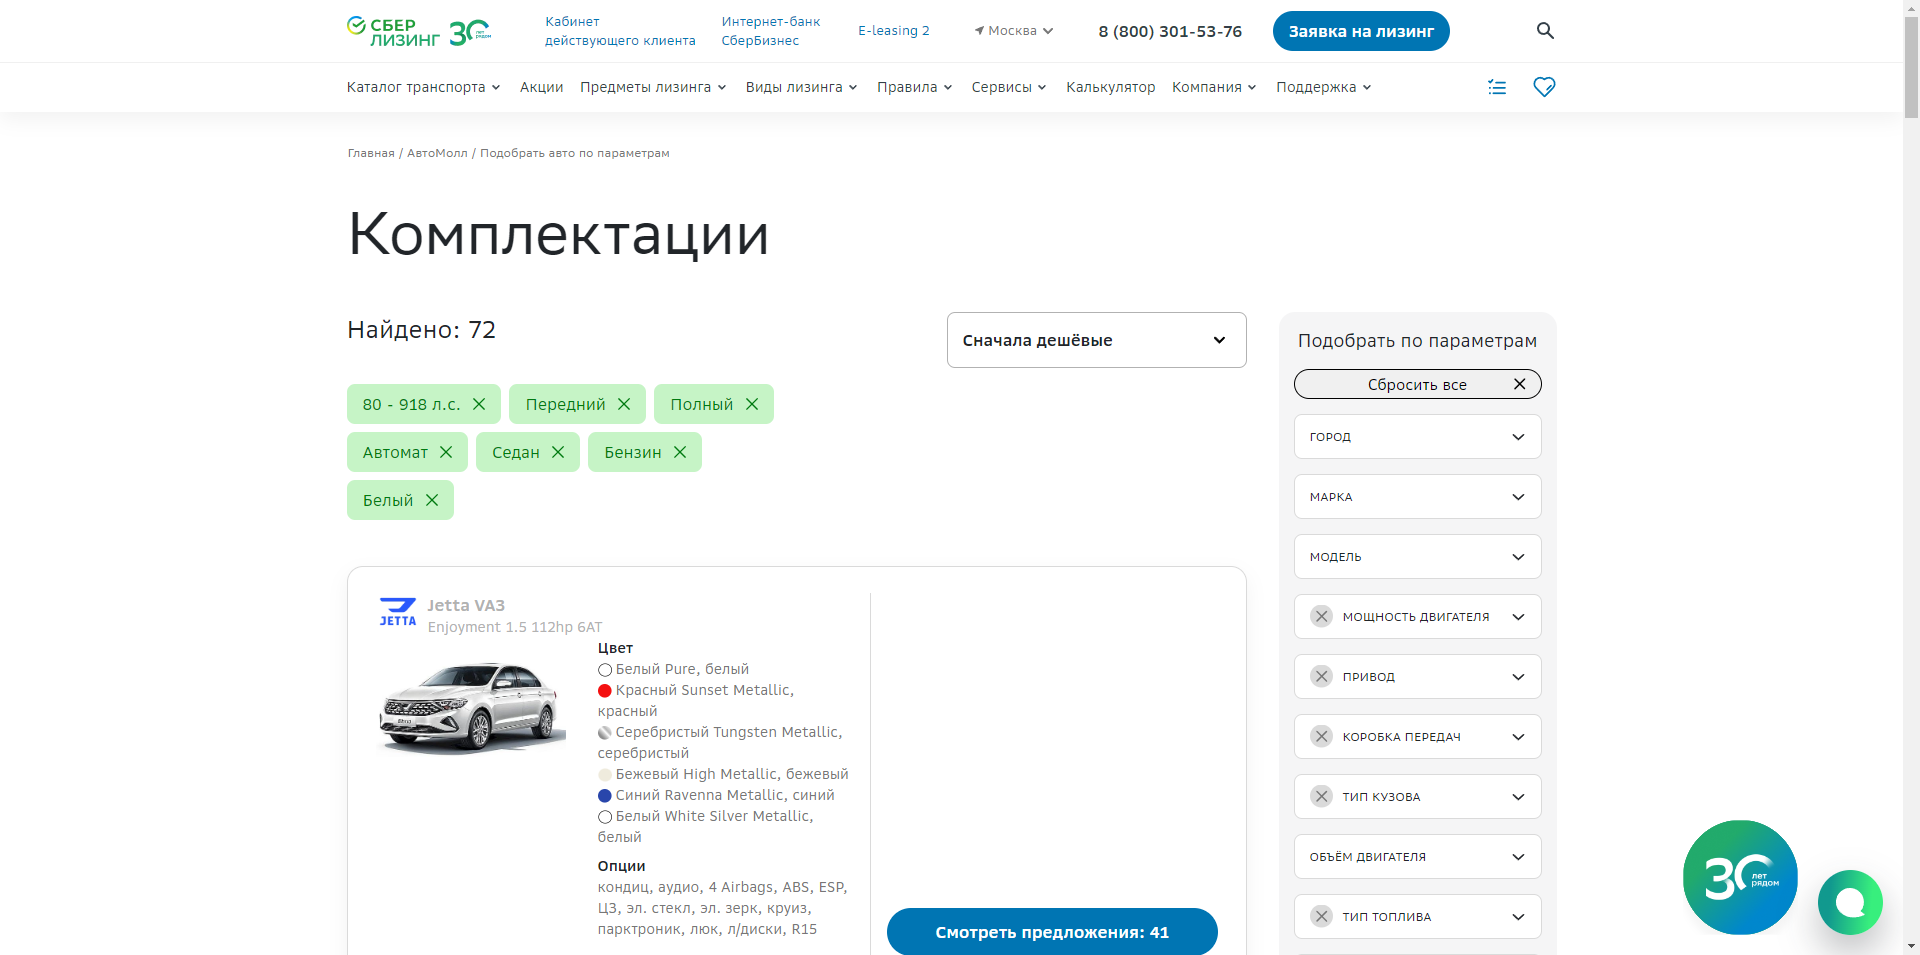 СБЕР
ЛИЗИНГ
30 лет рядом
Кабинет
действующего клиента
Интернет-банк
СберБизнес
E-leasing 2
Москва
8 (800) 301-53-76
Заявка на лизинг
Каталог транспорта
Акции
Предметы лизинга
Виды лизинга
Правила
Сервисы
Калькулятор
Компания
Поддержка
Главная / АвтоМолл / Подобрать авто по параметрам
Комплектации
Найдено: 72
Сначала дешёвые
80 - 918 л.с.
Передний
Полный
Автомат
Седан
Бензин
Белый
JETTA
Jetta VA3
Enjoyment 1.5 112hp 6AT
Цвет
Белый Pure, белый
Красный Sunset Metallic,
красный
Серебристый Tungsten Metallic,
серебристый
Бежевый High Metallic, бежевый
Синий Ravenna Metallic, синий
Белый White Silver Metallic,
белый
Опции
кондиц, аудио, 4 Airbags, ABS, ESP,
ЦЗ, эл. стекл, эл. зерк, круиз,
парктроник, люк, л/диски, R15
Смотреть предложения: 41
Подобрать по параметрам
Сбросить все
ГОРОД
МАРКА
МОДЕЛЬ
МОЩНОСТЬ ДВИГАТЕЛЯ
ПРИВОД
КОРОБКА ПЕРЕДАЧ
ТИП КУЗОВА
ОБЪЁМ ДВИГАТЕЛЯ
ТИП ТОПЛИВА
30 лет
рядом